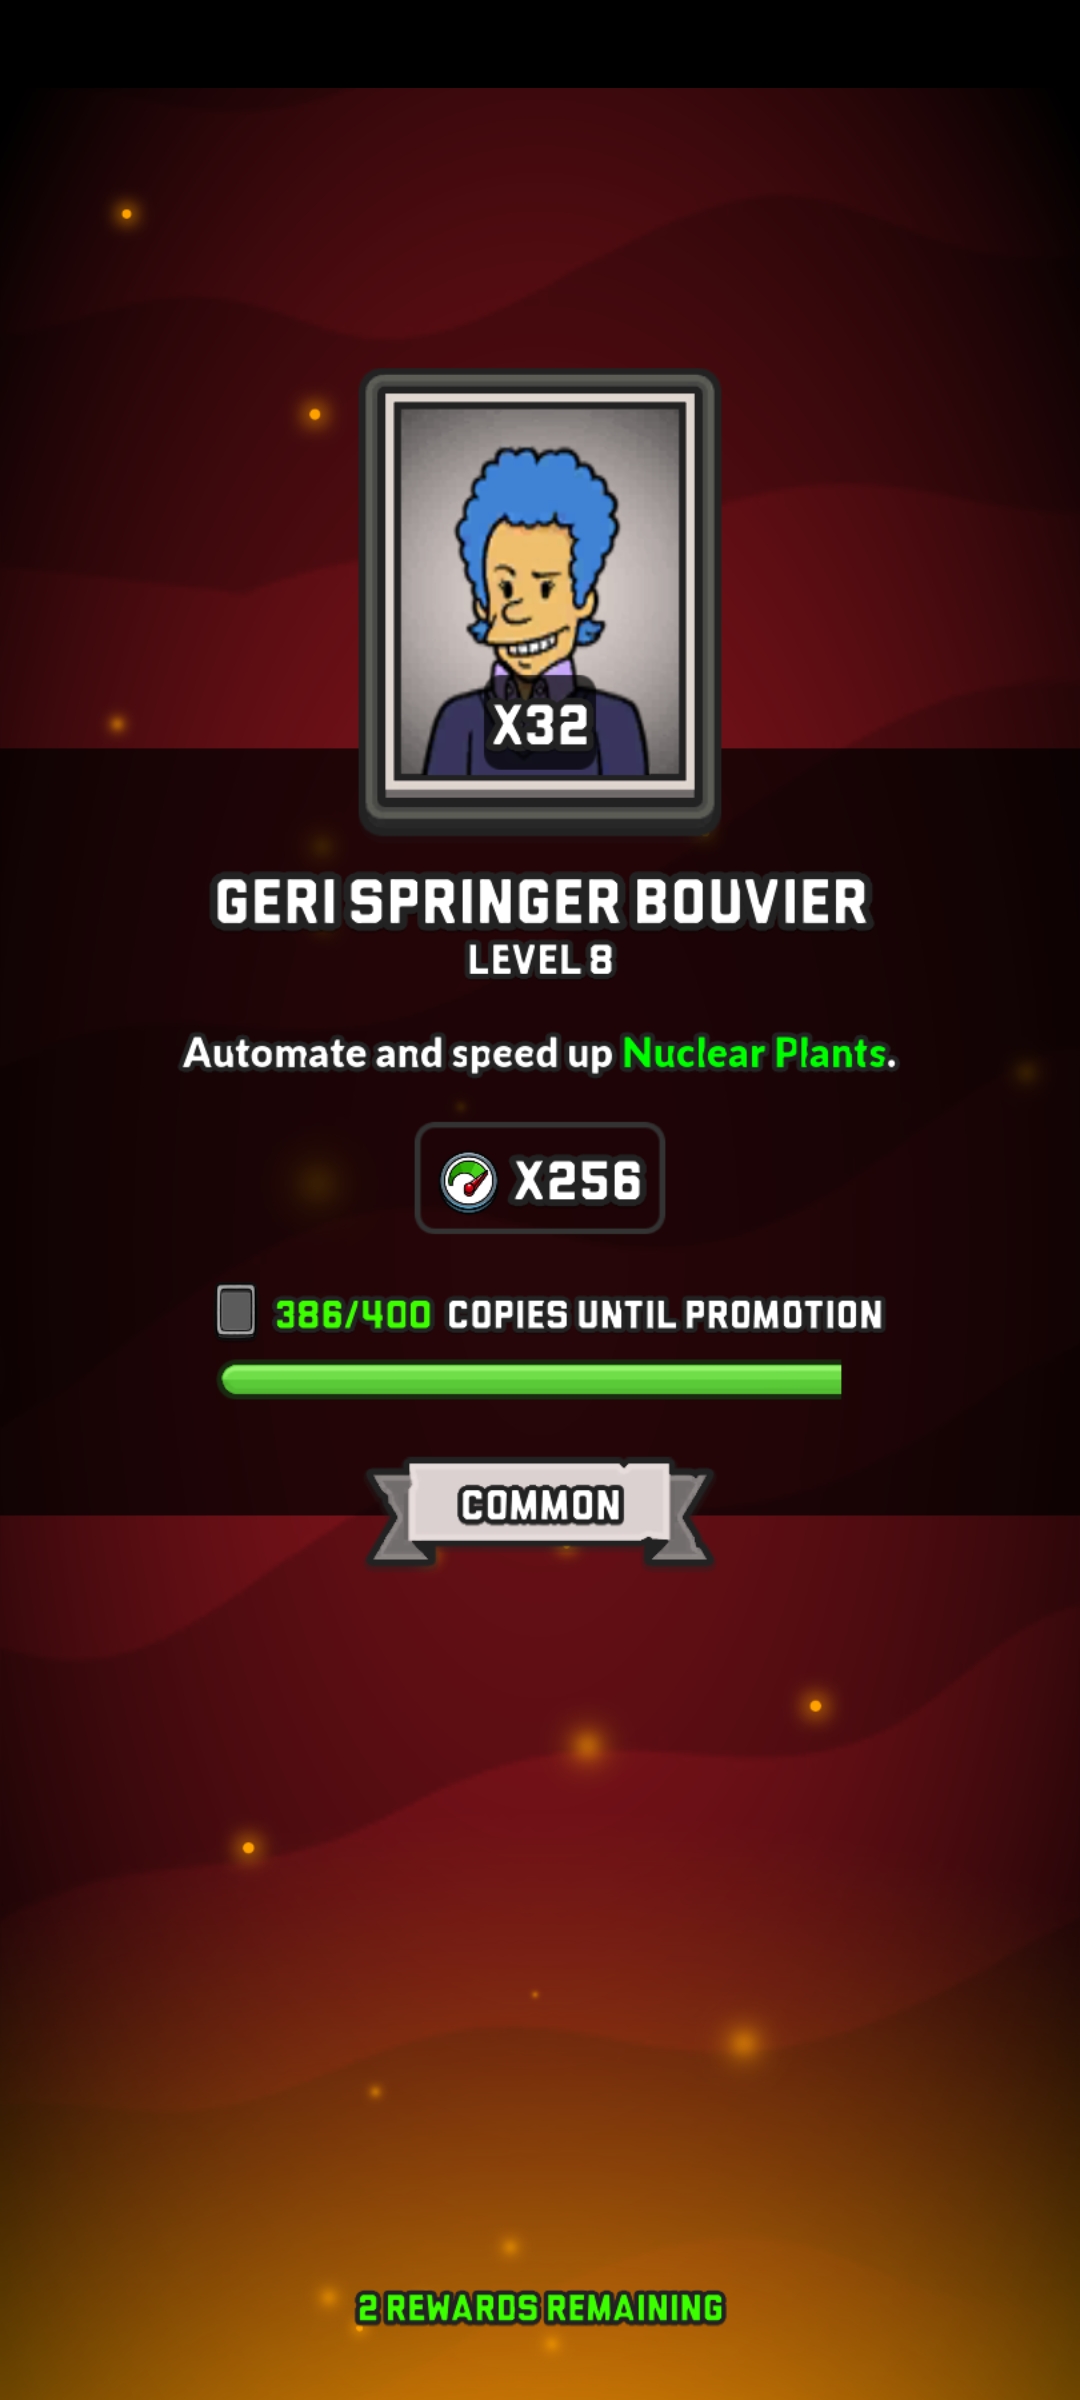 X32
GERI SPRINGER BOUVIER
LEVEL 8
Automate and speed up Nuclear Plants.
X256
386/400 COPIES UNTIL PROMOTION
COMMON
2 REWARDS REMAINING